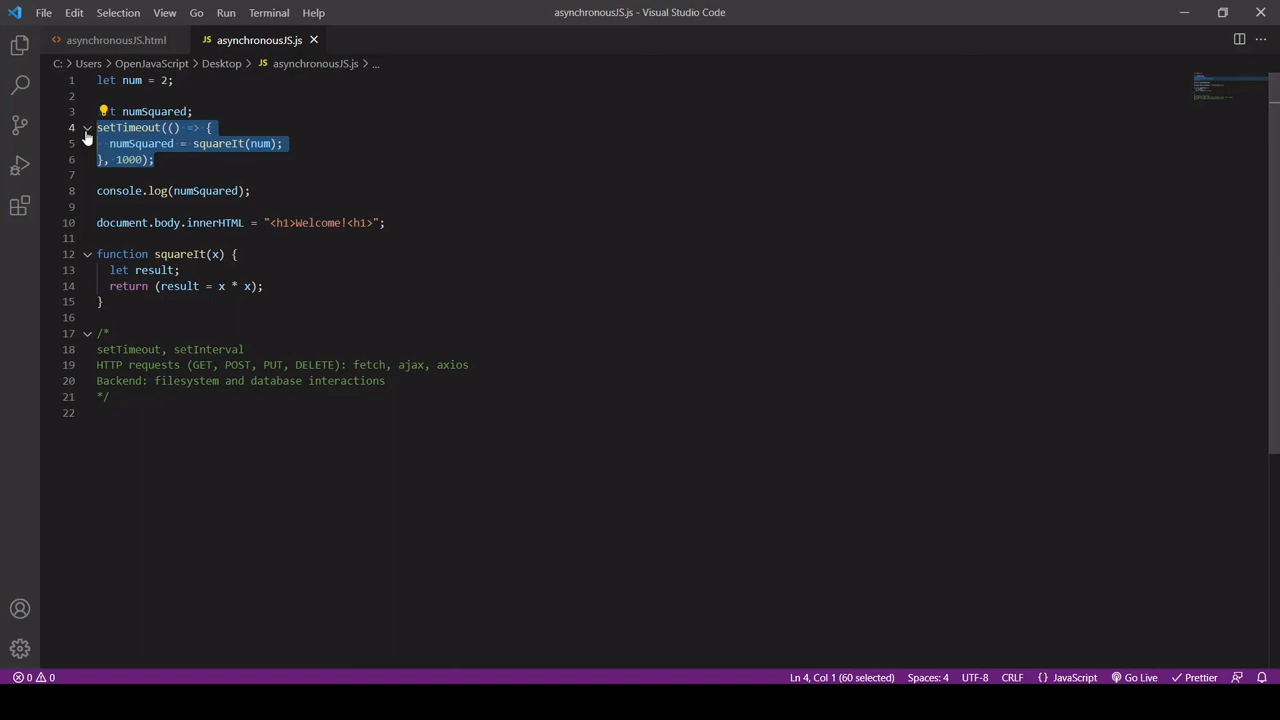 File Edit Selection View Go Run Terminal Help asynchronousJS.js - Visual Studio Code
asynchronousJS.html JS asynchronousJS.js
C: > Users > OpenJavaScript > Desktop > JS asynchronousJS.js > ...
1 let num = 2;
2
3 t numSquared;
4 setTimeout(() => {
5 numSquared = squareIt(num);
6 }, 1000);
7
8 console.log(numSquared);
9
10 document.body.innerHTML = "<h1>Welcome!<h1>";
11
12 function squareIt(x) {
13 let result;
14 return (result = x * x);
15 }
16
17 /*
18 setTimeout, setInterval
19 HTTP requests (GET, POST, PUT, DELETE): fetch, ajax, axios
20 Backend: filesystem and database interactions
21 */
22
0 0 Ln 4, Col 1 (60 selected) Spaces: 4 UTF-8 CRLF {} JavaScript Go Live Prettier